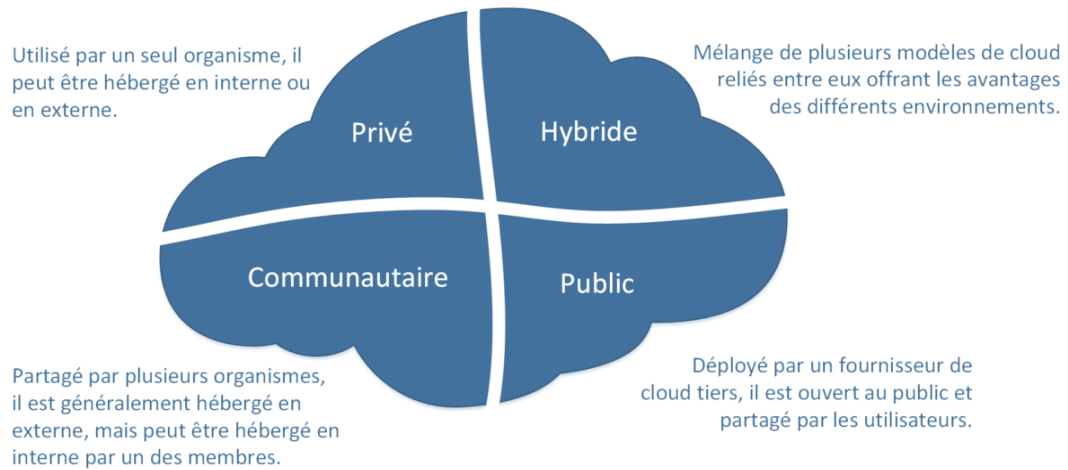 Utilisé par un seul organisme, il
peut être hébergé en interne ou
en externe.
Privé
Hybride
Mélange de plusieurs modèles de cloud
reliés entre eux offrant les avantages
des différents environnements.
Communautaire
Public
Partagé par plusieurs organismes,
il est généralement hébergé en
externe, mais peut être hébergé en
interne par un des membres.
Déployé par un fournisseur de
cloud tiers, il est ouvert au public et
partagé par les utilisateurs.